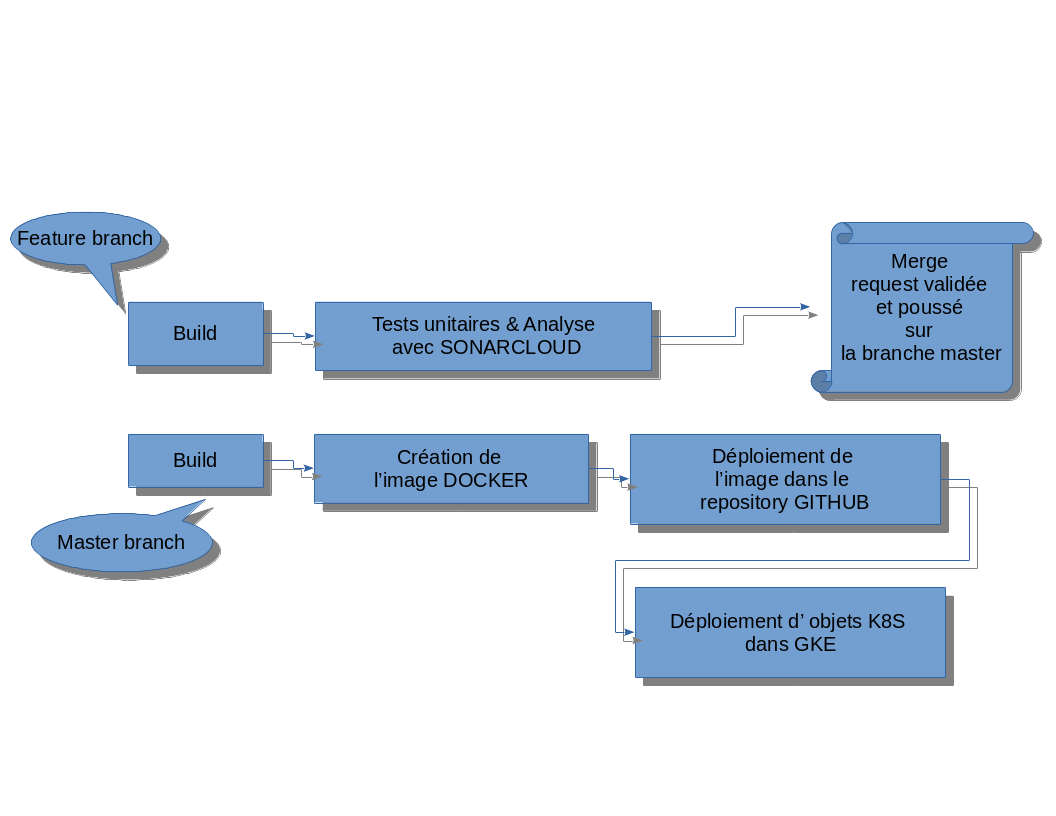 Feature branch
Build
Tests unitaires & Analyse
avec SONARCLOUD
Merge
request validée
et poussé
sur
la branche master
Build
Création de
l’image DOCKER
Déploiement de
l’image dans le
repository GITHUB
Master branch
Déploiement d’ objets K8S
dans GKE